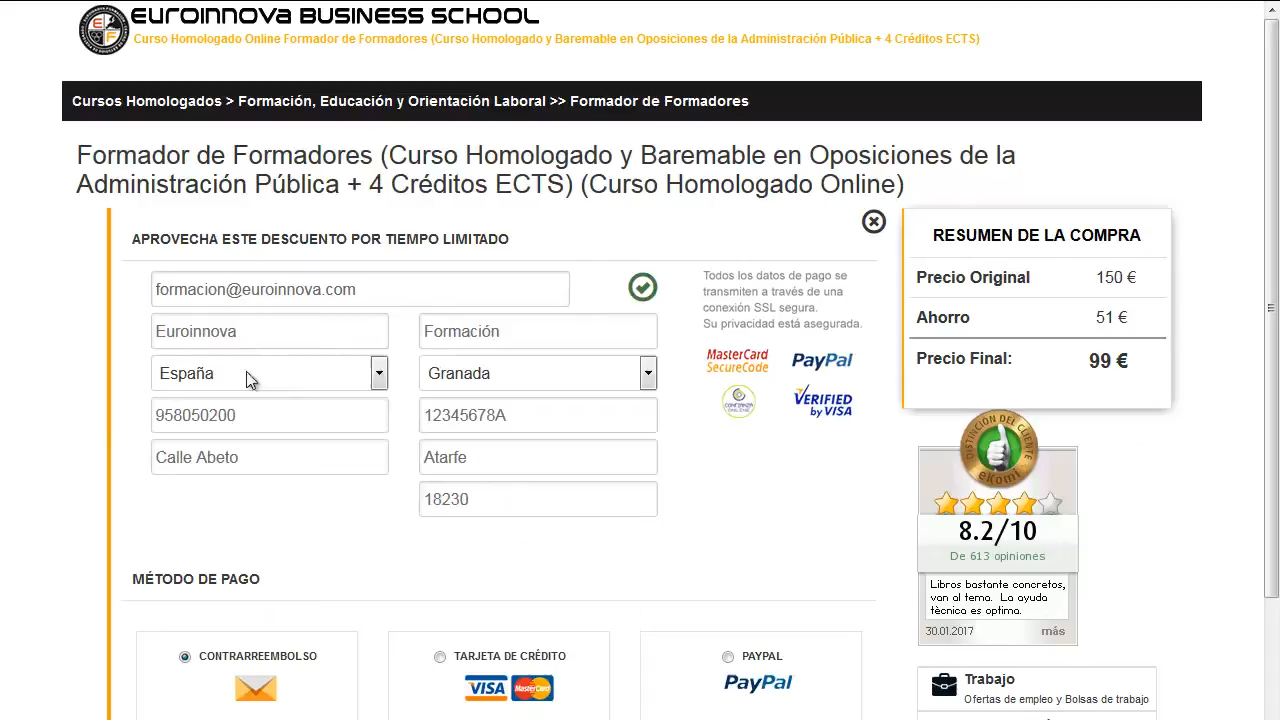 EUROINNOVA BUSINESS SCHOOL
Curso Homologado Online Formador de Formadores (Curso Homologado y Baremable en Oposiciones de la Administración Pública + 4 Créditos ECTS)
Cursos Homologados > Formación, Educación y Orientación Laboral >> Formador de Formadores
Formador de Formadores (Curso Homologado y Baremable en Oposiciones de la
Administración Pública + 4 Créditos ECTS) (Curso Homologado Online)
APROVECHA ESTE DESCUENTO POR TIEMPO LIMITADO
formacion@euroinnova.com
Euroinnova
Formación
España
Granada
958050200
12345678A
Calle Abeto
Atarfe
18230
Todos los datos de pago se
transmiten a través de una
conexión SSL segura.
Su privacidad está asegurada.
MasterCard
SecureCode
PayPal
CONFIANZA
ONLINE
VERIFIED
by VISA
RESUMEN DE LA COMPRA
Precio Original 150 €
Ahorro 51 €
Precio Final: 99 €
DISTINCIÓN DEL CLIENTE
eKomi
8.2/10
De 613 opiniones
Libros bastante concretos,
van al tema. La ayuda
tècnica es optima.
30.01.2017 más
Trabajo
Ofertas de empleo y Bolsas de trabajo
MÉTODO DE PAGO
CONTRARREEMBOLSO
TARJETA DE CRÉDITO
VISA MasterCard
PAYPAL
PayPal